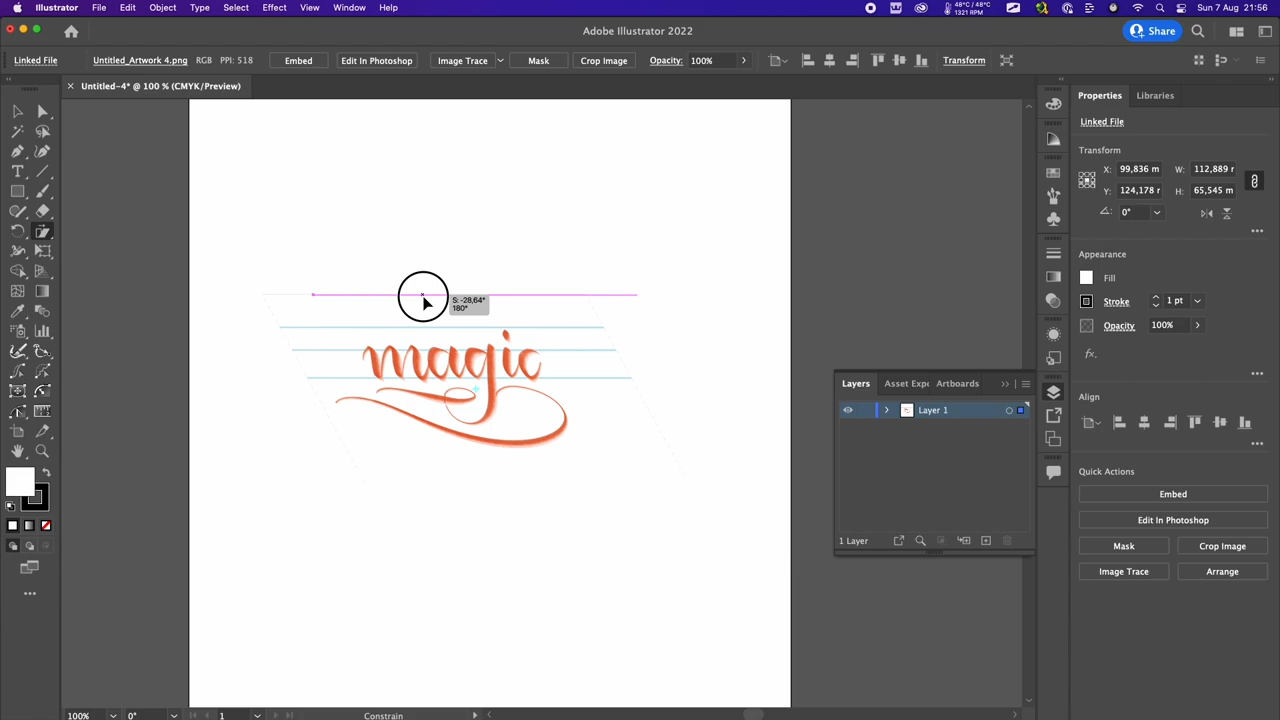 Illustrator File Edit Object Type Select Effect View Window Help 48°C/48°C 1321 RPM Sun 7 Aug 21:56
Adobe Illustrator 2022 Share
Linked File Untitled_Artwork 4.png RGB PPI: 518 Embed Edit In Photoshop Image Trace Mask Crop Image Opacity: 100% Transform
× Untitled-4* @ 100 % (CMYK/Preview)
Properties Libraries
Linked File
Transform
X: 99,836 m W: 112,889 r
Y: 124,178 r H: 65,545 mm
0°
Appearance
Fill
Stroke 1 pt
Opacity 100%
fx.
Align
Quick Actions
Embed
Edit In Photoshop
Mask Crop Image
Image Trace Arrange
S: -28,64°
180°
magic
Layers Asset Expo Artboards
Layer 1
1 Layer
100% 0° 1 Constrain